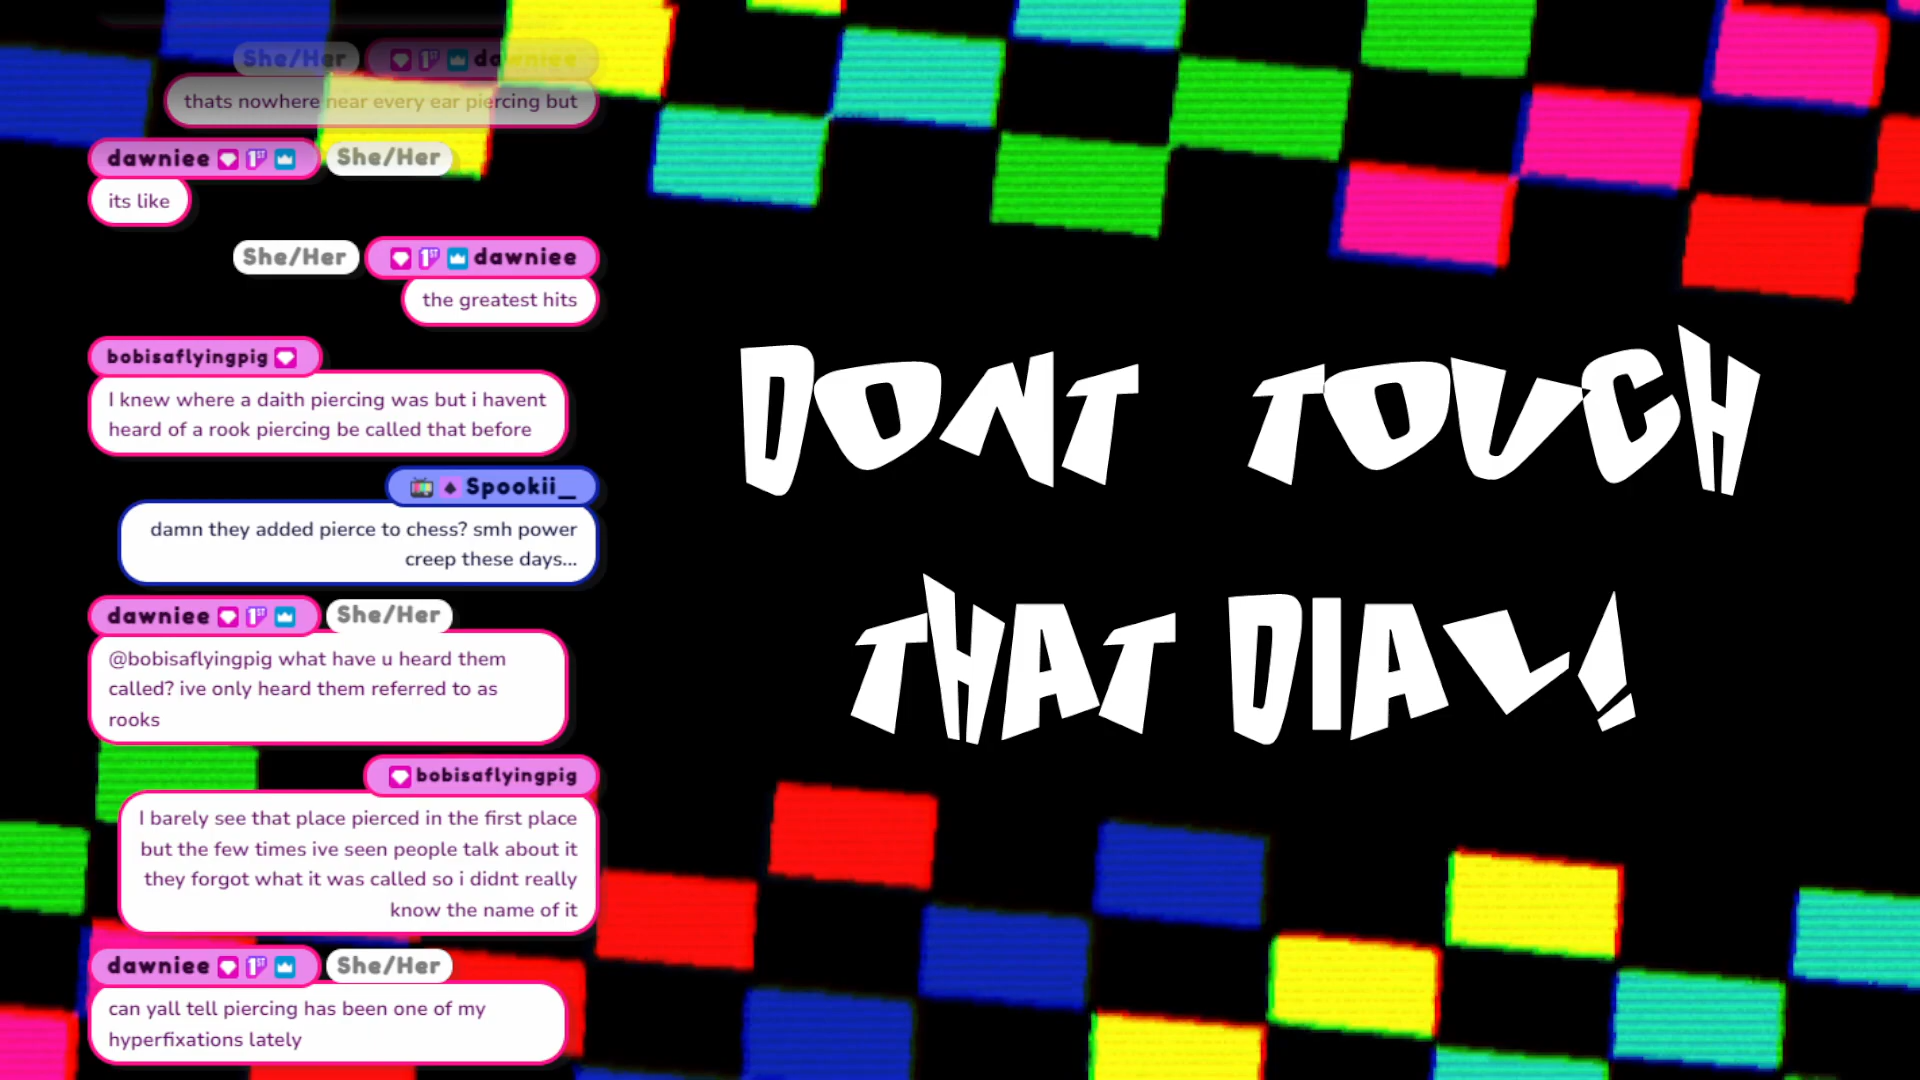 She/Her dawniee
thats nowhere near every ear piercing but
dawniee She/Her
its like
She/Her dawniee
the greatest hits
bobisaflyingpig
I knew where a daith piercing was but i havent
heard of a rook piercing be called that before
Spookii_
damn they added pierce to chess? smh power
creep these days...
dawniee She/Her
@bobisaflyingpig what have u heard them
called? ive only heard them referred to as
rooks
bobisaflyingpig
I barely see that place pierced in the first place
but the few times ive seen people talk about it
they forgot what it was called so i didnt really
know the name of it
dawniee She/Her
can yall tell piercing has been one of my
hyperfixations lately
DONT TOUCH
THAT DIAL!